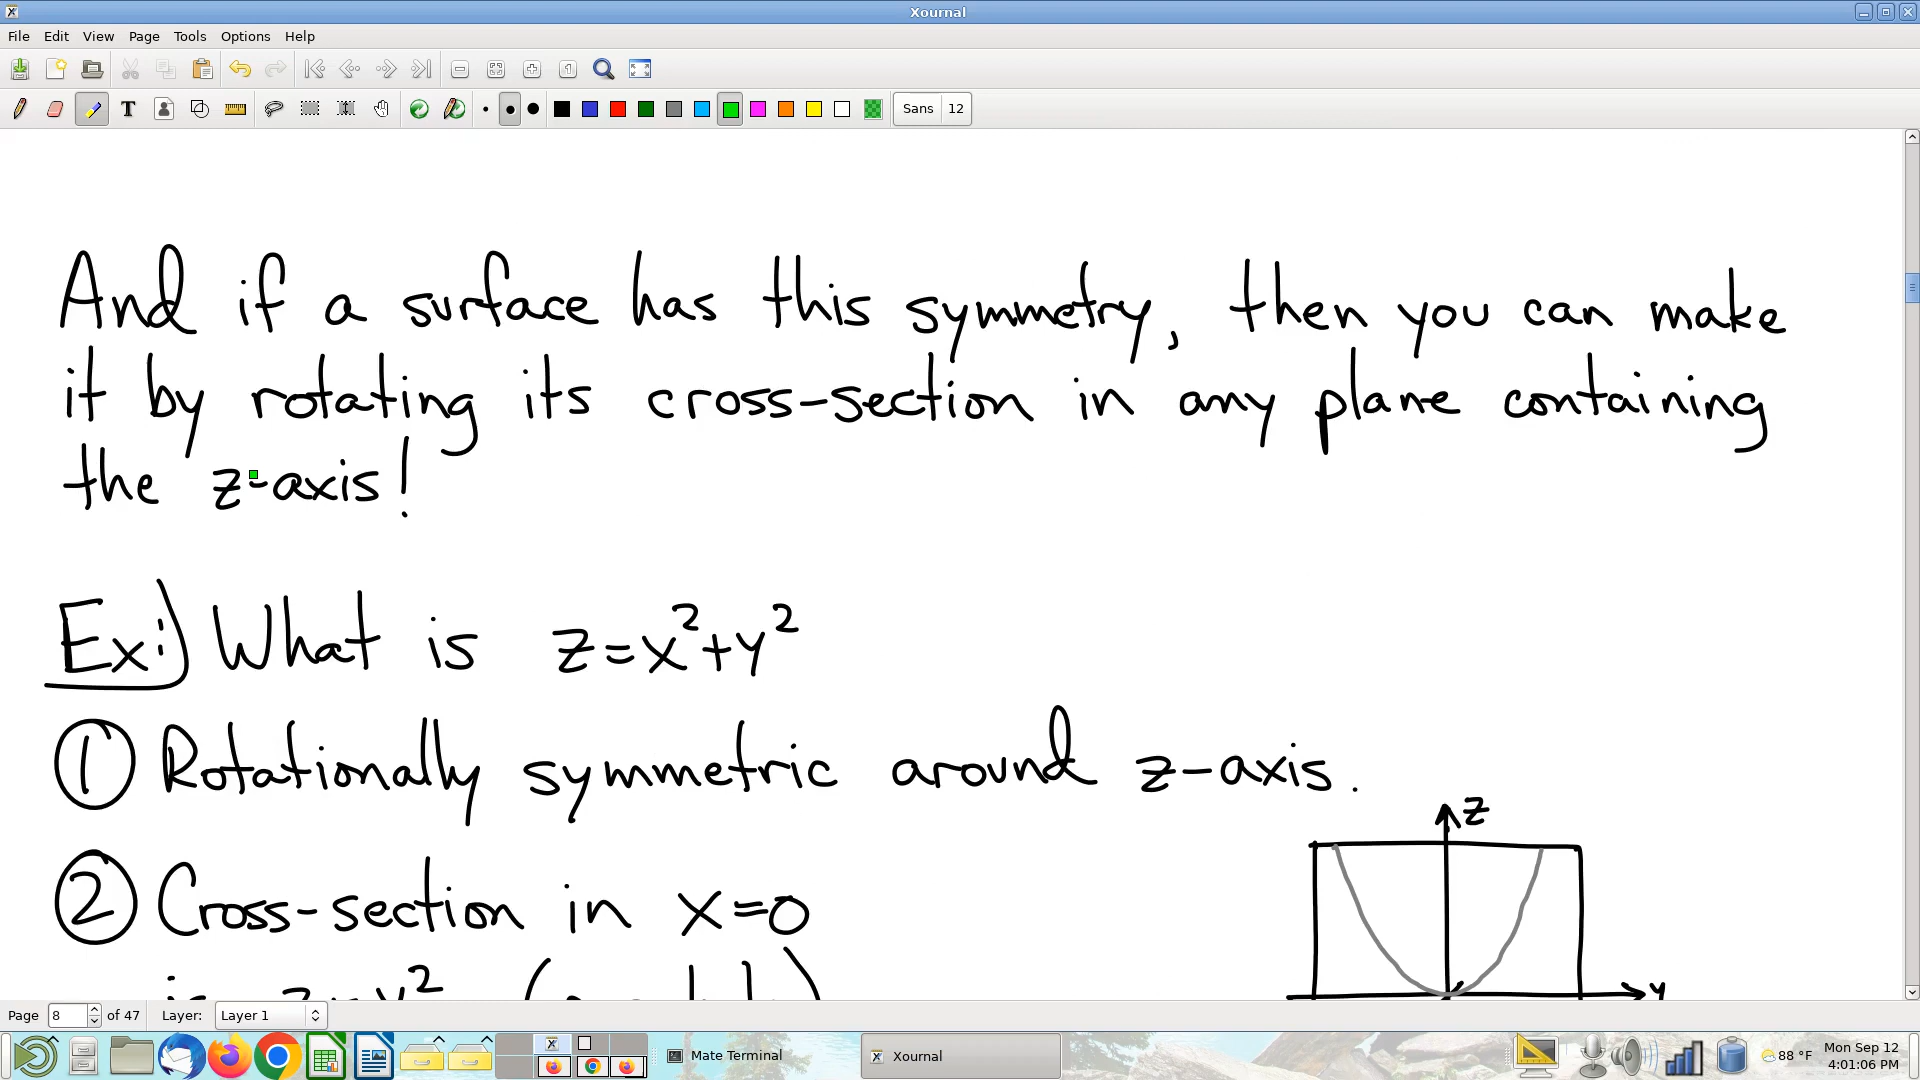 Xournal
File Edit View Page Tools Options Help
Sans 12
And if a surface has this symmetry, then you can make
it by rotating its cross-section in any plane containing
the z-axis!
Ex: What is z=x²+y²
① Rotationally symmetric around z-axis.
z
② Cross-section in x=0
is z=y²
y
Page 8 of 47 Layer: Layer 1
Mate Terminal Xournal 88 °F Mon Sep 12
4:01:06 PM